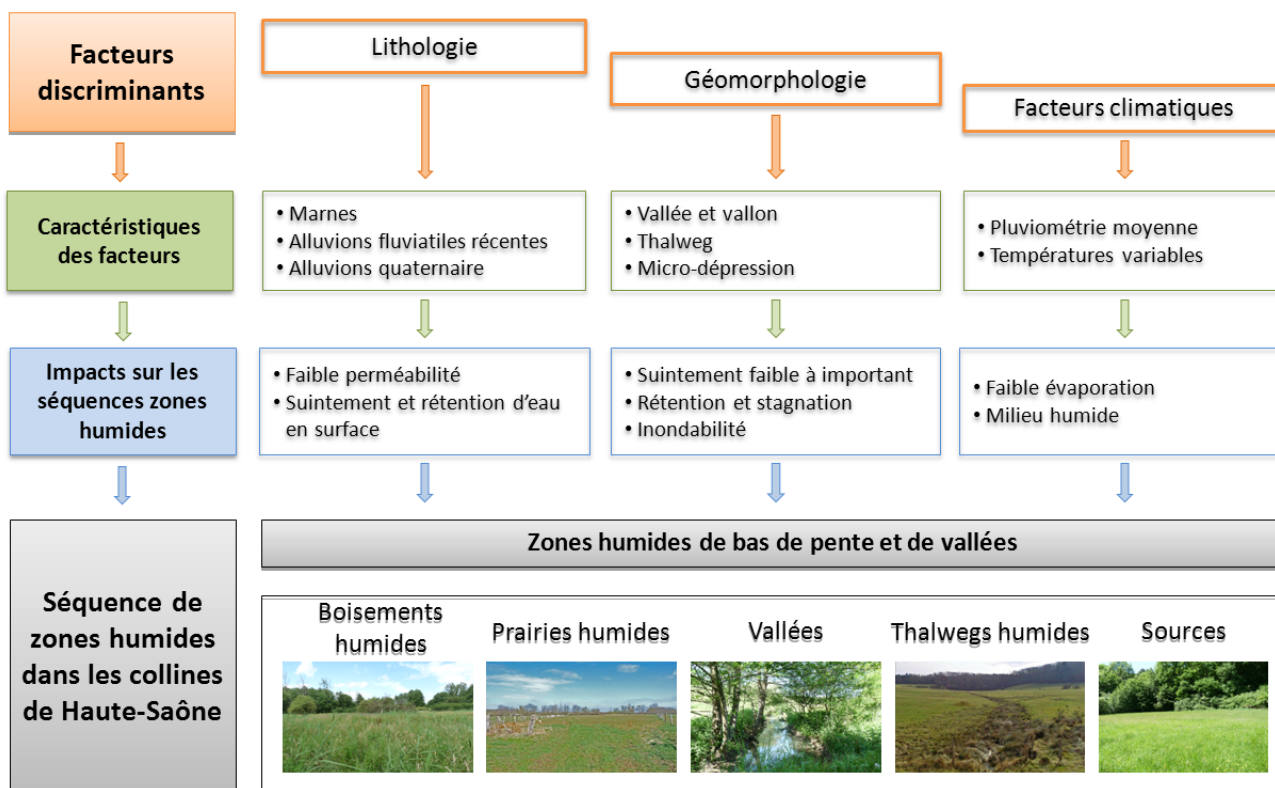 Facteurs
discriminants
Lithologie
Géomorphologie
Facteurs climatiques
Caractéristiques
des facteurs
• Marnes
• Alluvions fluviatiles récentes
• Alluvions quaternaire
• Vallée et vallon
• Thalweg
• Micro-dépression
• Pluviométrie moyenne
• Températures variables
Impacts sur les
séquences zones
humides
• Faible perméabilité
• Suintement et rétention d'eau
en surface
• Suintement faible à important
• Rétention et stagnation
• Inondabilité
• Faible évaporation
• Milieu humide
Séquence de
zones humides
dans les collines
de Haute-Saône
Zones humides de bas de pente et de vallées
Boisements
humides
Prairies humides
Vallées
Thalwegs humides
Sources